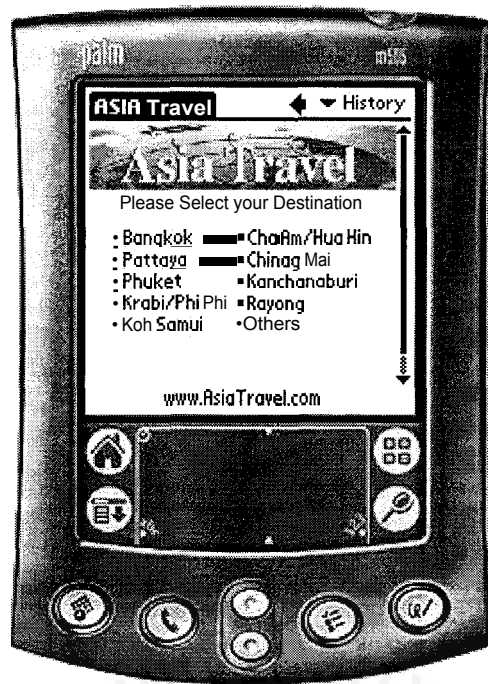 palm m515
ASIA Travel History
Asia Travel
Please Select your Destination
• Bangkok ▪ ChaAm/Hua Hin
• Pattaya ▪ Chinag Mai
• Phuket ▪ Kanchanaburi
• Krabi/Phi Phi ▪ Rayong
• Koh Samui • Others
www.AsiaTravel.com